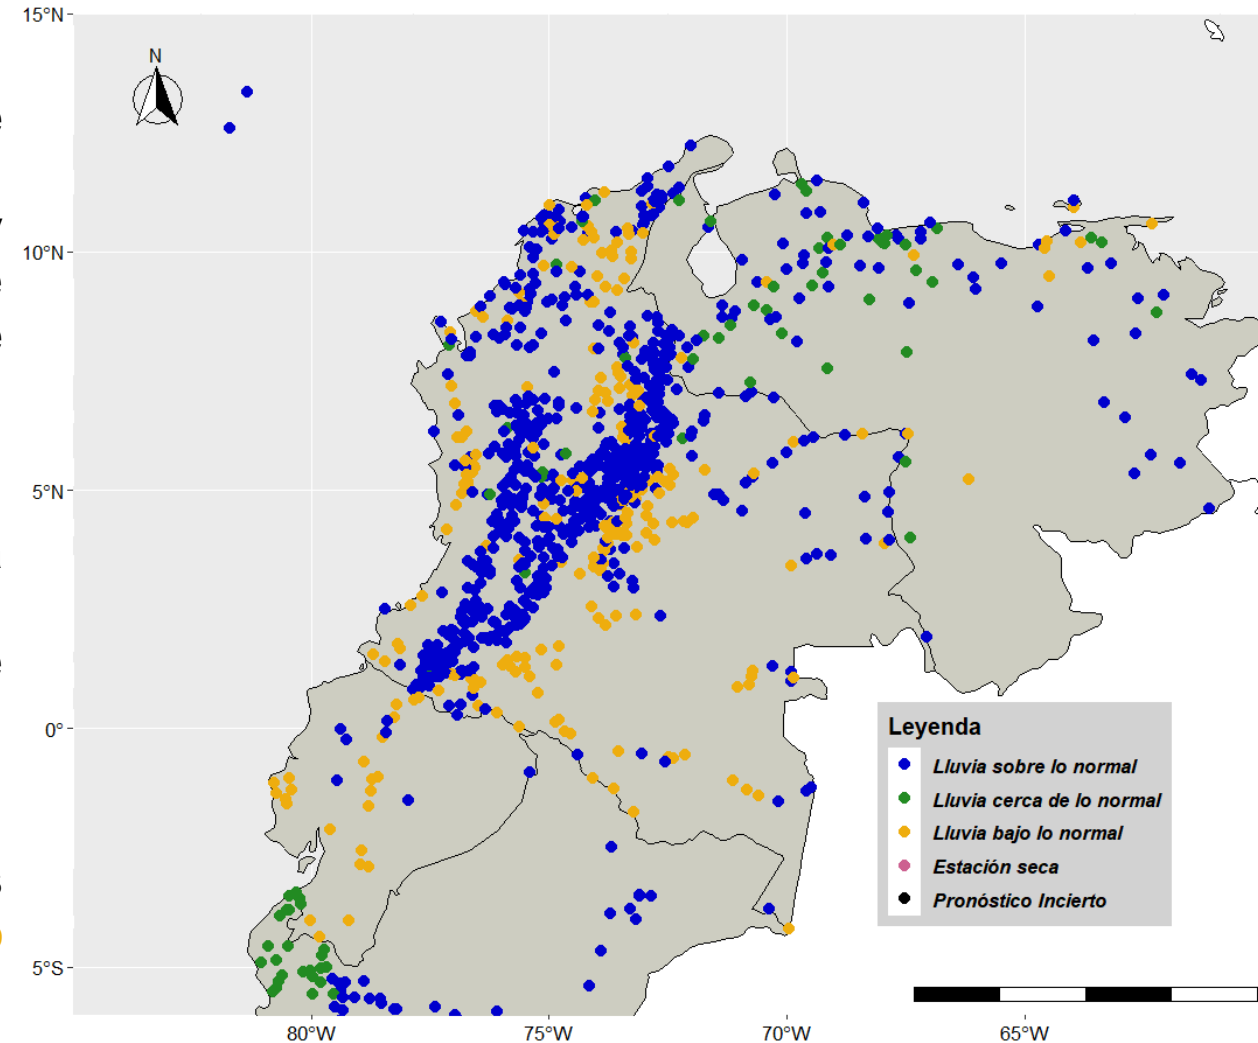 15°N
N
10°N
5°N
0°
5°S
80°W
75°W
70°W
65°W
Leyenda
Lluvia sobre lo normal
Lluvia cerca de lo normal
Lluvia bajo lo normal
Estación seca
Pronóstico Incierto